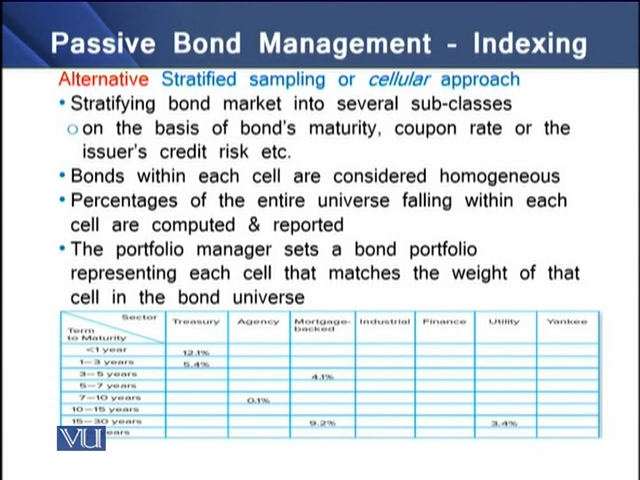 Passive Bond Management - Indexing
Alternative Stratified sampling or cellular approach
• Stratifying bond market into several sub-classes
o on the basis of bond's maturity, coupon rate or the
issuer's credit risk etc.
• Bonds within each cell are considered homogeneous
• Percentages of the entire universe falling within each
cell are computed & reported
• The portfolio manager sets a bond portfolio
representing each cell that matches the weight of that
cell in the bond universe
Sector
Term
to Maturity
Treasury Agency Mortgage-
backed Industrial Finance Utility Yankee
<1 year 12.1%
1–3 years 5.4%
3–5 years 4.1%
5–7 years
7–10 years 0.1%
10–15 years
15–30 years 9.2% 3.4%
years
VU